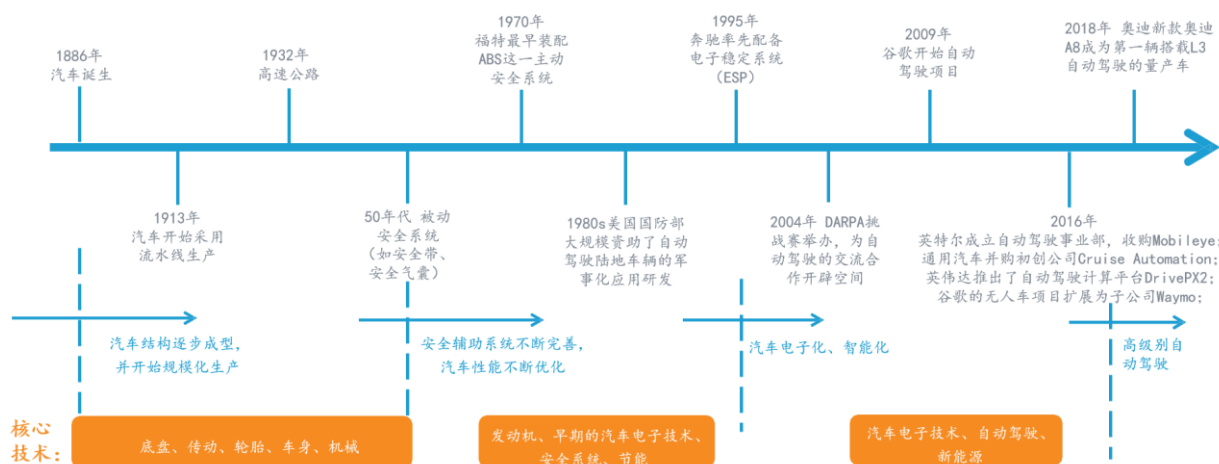 1886年
汽车诞生
1932年
高速公路
1970年
福特最早装配
ABS这一主动
安全系统
1995年
奔驰率先配备
电子稳定系统
（ESP）
2009年
谷歌开始自动
驾驶项目
2018年 奥迪新款奥迪
A8成为第一辆搭载L3
自动驾驶的量产车
1913年
汽车开始采用
流水线生产
50年代 被动
安全系统
（如安全带、
安全气囊）
1980s美国国防部
大规模资助了自动
驾驶陆地车辆的军
事化应用研发
2004年 DARPA挑
战赛举办，为自
动驾驶的交流合
作开辟空间
2016年
英特尔成立自动驾驶事业部，收购Mobileye;
通用汽车并购初创公司Cruise Automation;
英伟达推出了自动驾驶计算平台DrivePX2;
谷歌的无人车项目扩展为子公司Waymo;
汽车结构逐步成型，
并开始规模化生产
安全辅助系统不断完善，
汽车性能不断优化
汽车电子化、智能化
高级别自
动驾驶
核心
技术：
底盘、传动、轮胎、车身、机械
发动机、早期的汽车电子技术、
安全系统、节能
汽车电子技术、自动驾驶、
新能源